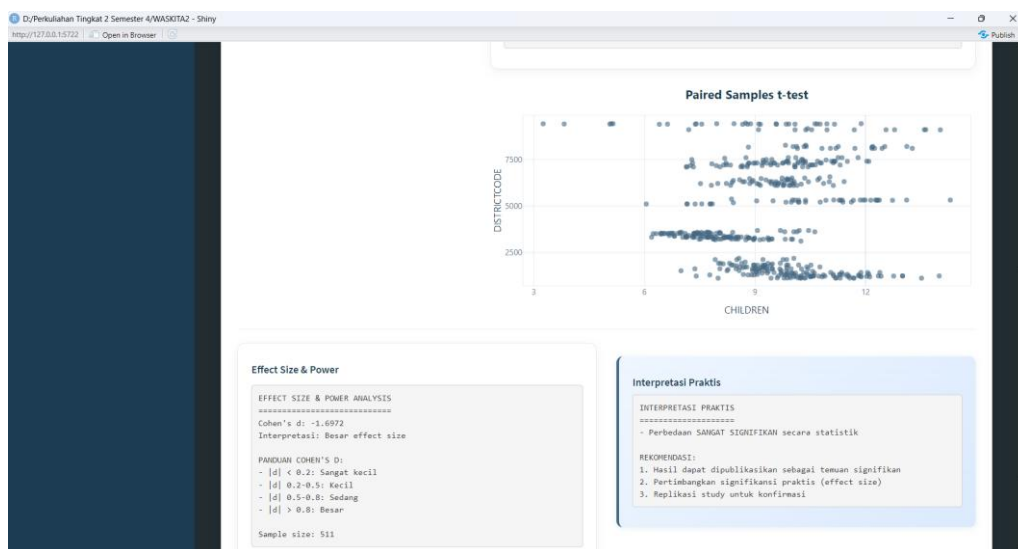 D:/Perkuliahan Tingkat 2 Semester 4/WASKITA2 - Shiny
http://127.0.0.1:5722 Open in Browser Publish
Paired Samples t-test
7500
5000
2500
DISTRICTCODE
3 6 9 12
CHILDREN
Effect Size & Power
EFFECT SIZE & POWER ANALYSIS
============================
Cohen's d: -1.6972
Interpretasi: Besar effect size
PANDUAN COHEN'S D:
- |d| < 0.2: Sangat kecil
- |d| 0.2-0.5: Kecil
- |d| 0.5-0.8: Sedang
- |d| > 0.8: Besar
Sample size: 511
Interpretasi Praktis
INTERPRETASI PRAKTIS
====================
- Perbedaan SANGAT SIGNIFIKAN secara statistik
REKOMENDASI:
1. Hasil dapat dipublikasikan sebagai temuan signifikan
2. Pertimbangkan signifikansi praktis (effect size)
3. Replikasi study untuk konfirmasi